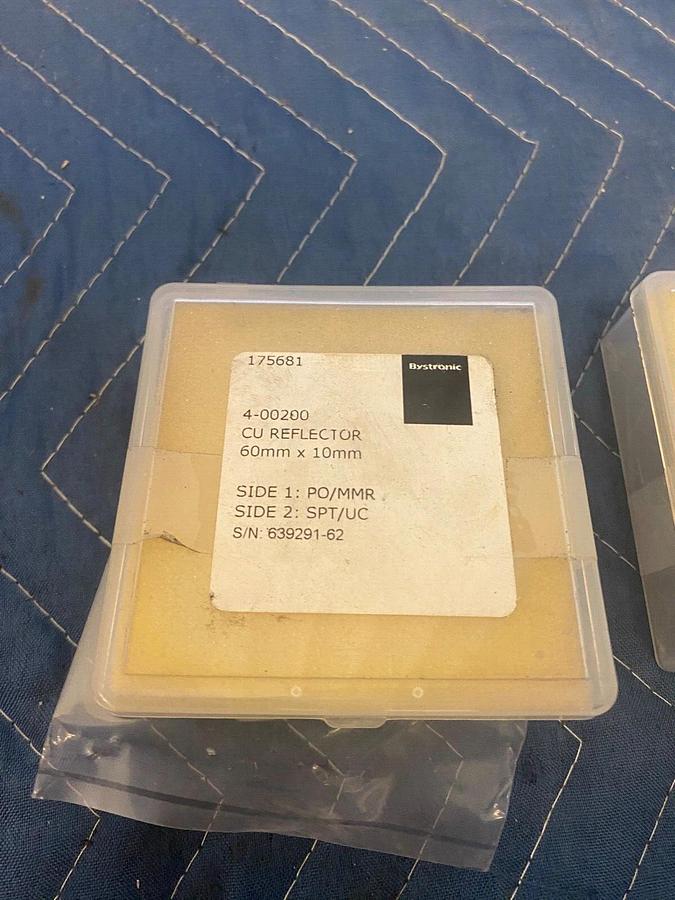 175681
Bystronic
4-00200
CU REFLECTOR
60mm x 10mm
SIDE 1: PO/MMR
SIDE 2: SPT/UC
S/N: 639291-62